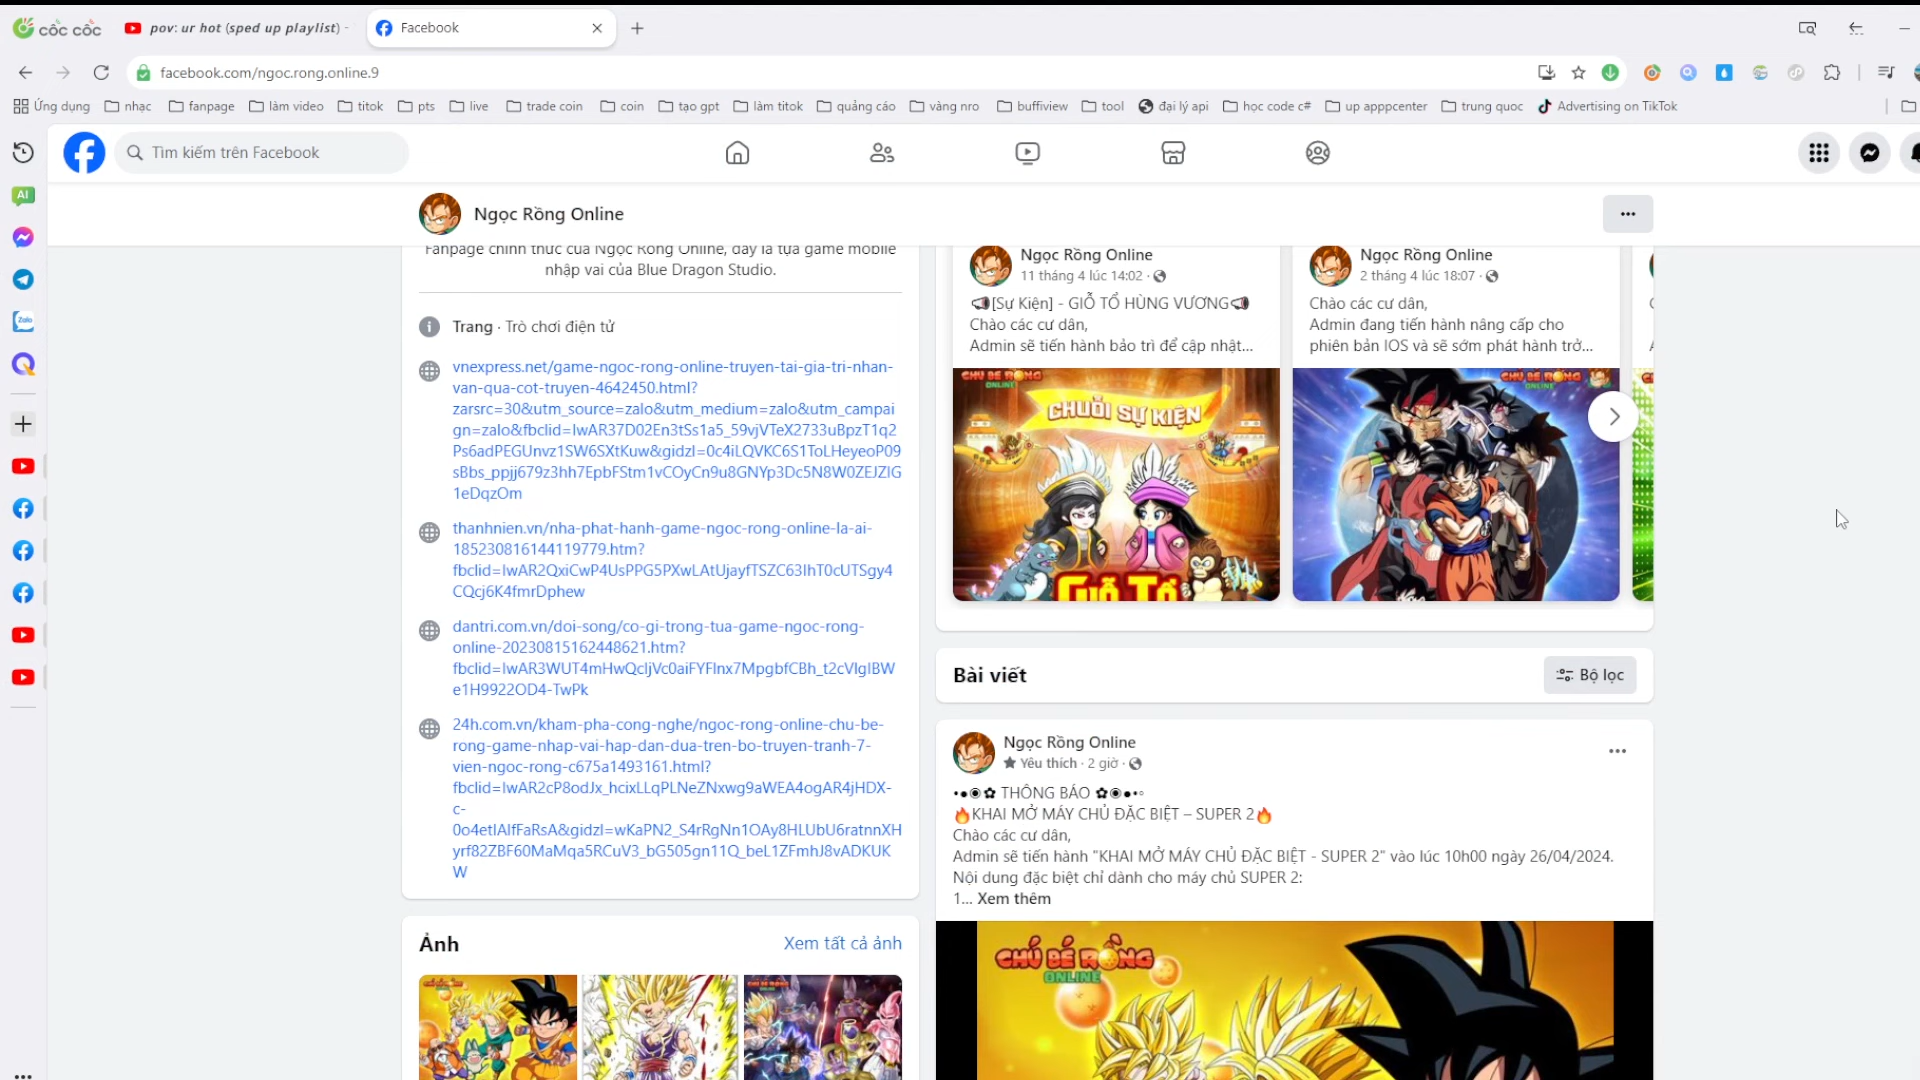 cốc cốc
pov: ur hot (sped up playlist) -
Facebook
facebook.com/ngoc.rong.online.9
Ứng dụng
nhạc
fanpage
làm video
titok
pts
live
trade coin
coin
tạo gpt
làm titok
quảng cáo
vàng nro
buffiview
tool
đại lý api
học code c#
up apppcenter
trung quoc
Advertising on TikTok
AI
Zalo
Tìm kiếm trên Facebook
Ngọc Rồng Online
Fanpage chính thức của Ngọc Rồng Online, đây là tựa game mobile
nhập vai của Blue Dragon Studio.
Trang · Trò chơi điện tử
vnexpress.net/game-ngoc-rong-online-truyen-tai-gia-tri-nhan-
van-qua-cot-truyen-4642450.html?
zarsrc=30&utm_source=zalo&utm_medium=zalo&utm_campai
gn=zalo&fbclid=IwAR37D02En3tSs1a5_59vjVTeX2733uBpzT1q2
Ps6adPEGUnvz1SW6SXtKuw&gidzl=0c4iLQVKC6S1ToLHeyeoP09
sBbs_ppjj679z3hh7EpbFStm1vCOyCn9u8GNYp3Dc5N8W0ZEJZIG
1eDqzOm
thanhnien.vn/nha-phat-hanh-game-ngoc-rong-online-la-ai-
185230816144119779.htm?
fbclid=IwAR2QxiCwP4UsPPG5PXwLAtUjayfTSZC63IhT0cUTSgy4
CQcj6K4fmrDphew
dantri.com.vn/doi-song/co-gi-trong-tua-game-ngoc-rong-
online-20230815162448621.htm?
fbclid=IwAR3WUT4mHwQcIjVc0aiFYFInx7MpgbfCBh_t2cVIgIBW
e1H9922OD4-TwPk
24h.com.vn/kham-pha-cong-nghe/ngoc-rong-online-chu-be-
rong-game-nhap-vai-hap-dan-dua-tren-bo-truyen-tranh-7-
vien-ngoc-rong-c675a1493161.html?
fbclid=IwAR2cP8odJx_hcixLLqPLNeZNxwg9aWEA4ogAR4jHDX-
c-
0o4etIAIfFaRsA&gidzl=wKaPN2_S4rRgNn1OAy8HLUbU6ratnnXH
yrf82ZBF60MaMqa5RCuV3_bG505gn11Q_beL1ZFmhJ8vADKUK
W
Ảnh
Xem tất cả ảnh
Ngọc Rồng Online
11 tháng 4 lúc 14:02 ·
📢[Sự Kiện] - GIỖ TỔ HÙNG VƯƠNG📢
Chào các cư dân,
Admin sẽ tiến hành bảo trì để cập nhật...
CHÚ BÉ RỒNG
ONLINE
CHUỖI SỰ KIỆN
Giỗ Tổ
Ngọc Rồng Online
2 tháng 4 lúc 18:07 ·
Chào các cư dân,
Admin đang tiến hành nâng cấp cho
phiên bản IOS và sẽ sớm phát hành trở...
CHÚ BÉ RỒNG
ONLINE
Bài viết
Bộ lọc
Ngọc Rồng Online
Yêu thích · 2 giờ ·
•●◉✿ THÔNG BÁO ✿◉●•◦
🔥KHAI MỞ MÁY CHỦ ĐẶC BIỆT – SUPER 2🔥
Chào các cư dân,
Admin sẽ tiến hành "KHAI MỞ MÁY CHỦ ĐẶC BIỆT - SUPER 2" vào lúc 10h00 ngày 26/04/2024.
Nội dung đặc biệt chỉ dành cho máy chủ SUPER 2:
1... Xem thêm
CHÚ BÉ RỒNG
ONLINE